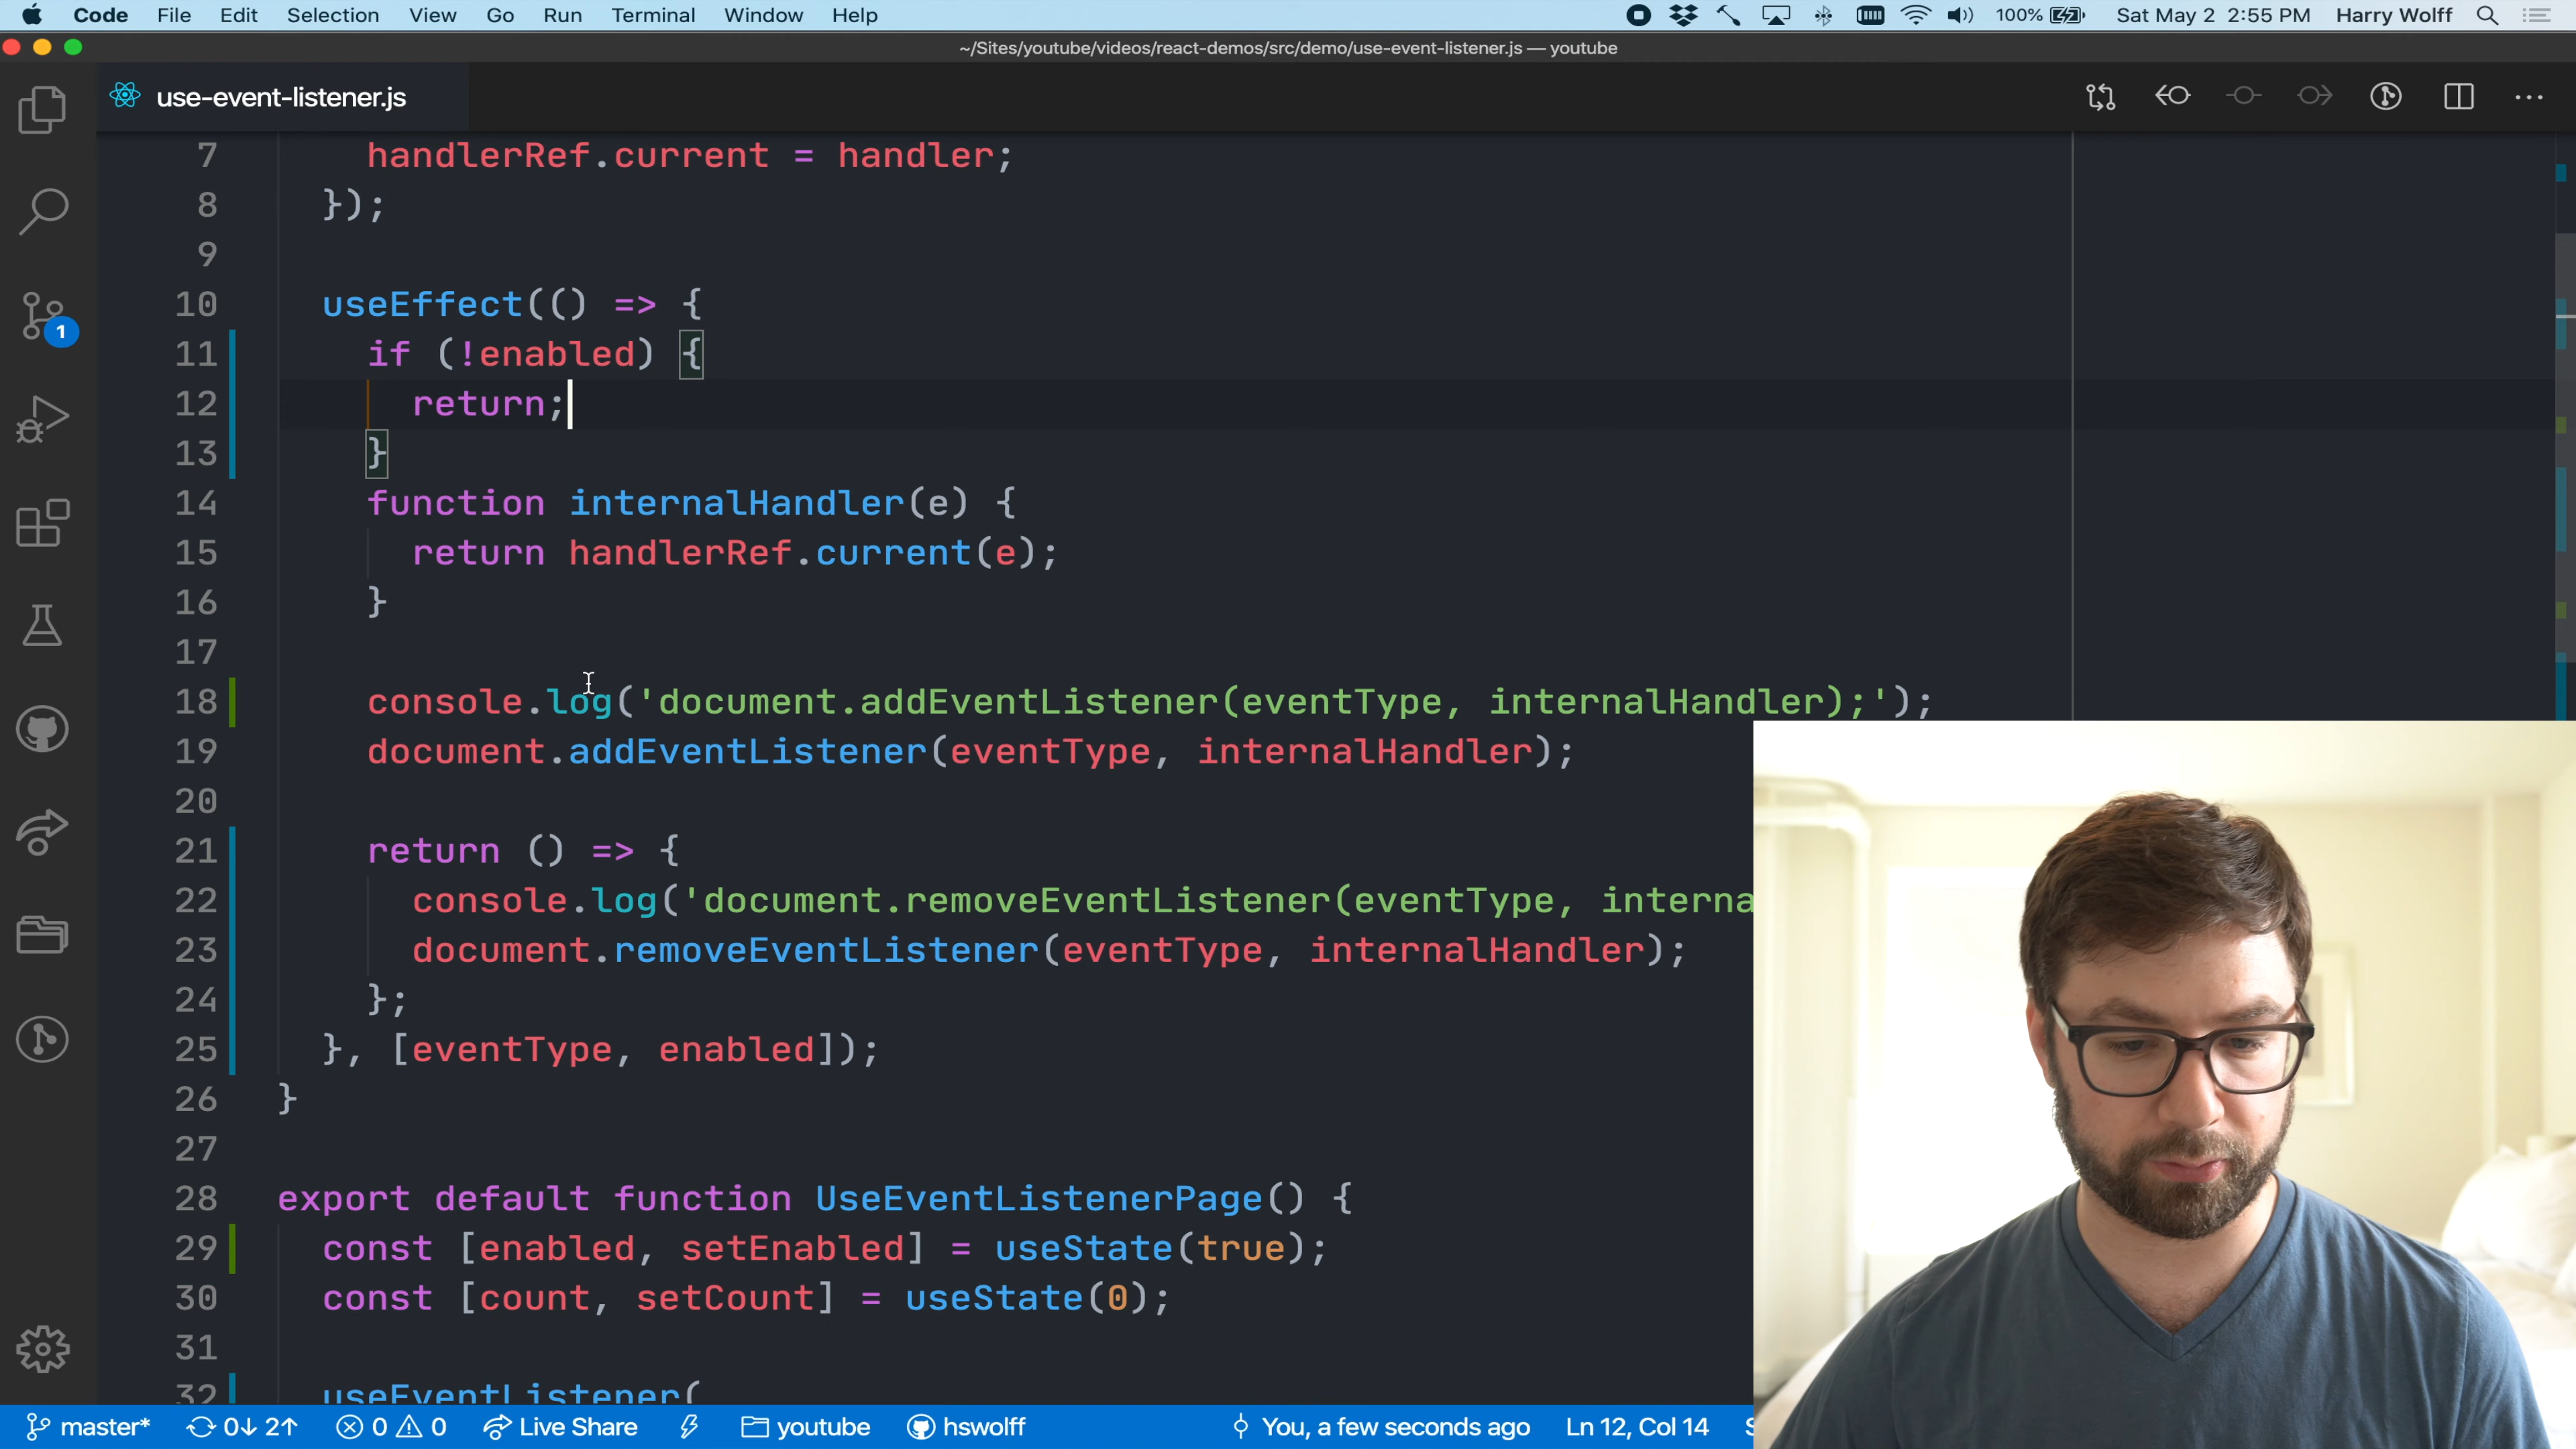 Code File Edit Selection View Go Run Terminal Window Help 100% Sat May 2 2:55 PM Harry Wolff
~/Sites/youtube/videos/react-demos/src/demo/use-event-listener.js — youtube
use-event-listener.js
7 handlerRef.current = handler;
8 });
9
10 useEffect(() => {
11 if (!enabled) {
12 return;
13 }
14 function internalHandler(e) {
15 return handlerRef.current(e);
16 }
17
18 console.log('document.addEventListener(eventType, internalHandler);');
19 document.addEventListener(eventType, internalHandler);
20
21 return () => {
22 console.log('document.removeEventListener(eventType, interna
23 document.removeEventListener(eventType, internalHandler);
24 };
25 }, [eventType, enabled]);
26 }
27
28 export default function UseEventListenerPage() {
29 const [enabled, setEnabled] = useState(true);
30 const [count, setCount] = useState(0);
31
32 useEventListener(
1
master* 0↓ 2↑ 0 0 Live Share youtube hswolff You, a few seconds ago Ln 12, Col 14